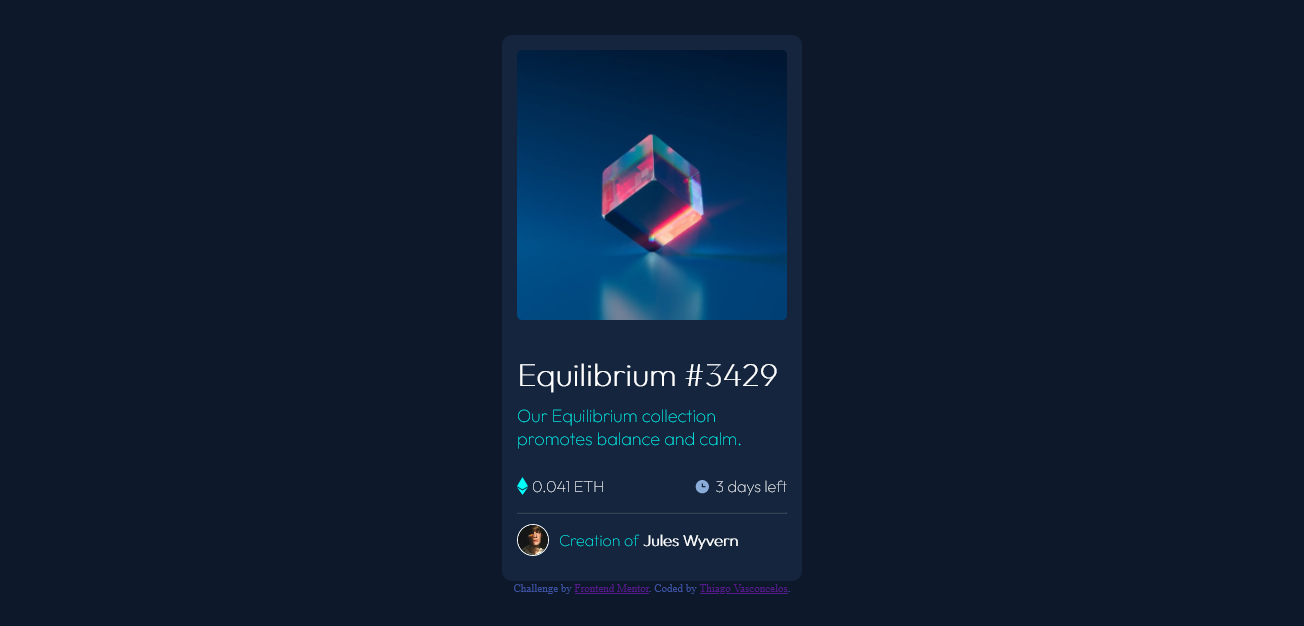 Equilibrium #3429
Our Equilibrium collection
promotes balance and calm.
0.041 ETH
3 days left
Creation of Jules Wyvern
Challenge by Frontend Mentor. Coded by Thiago Vasconcelos.